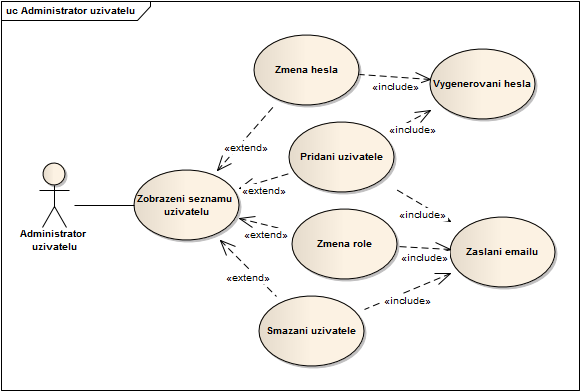 uc Administrator uzivatelu
Zmena hesla
«include»
Vygenerovani hesla
«extend»
«include»
Pridani uzivatele
«extend»
Zobrazeni seznamu
uzivatelu
Administrator
uzivatelu
«include»
«extend»
Zmena role
«include»
Zaslani emailu
«extend»
«include»
Smazani uzivatele